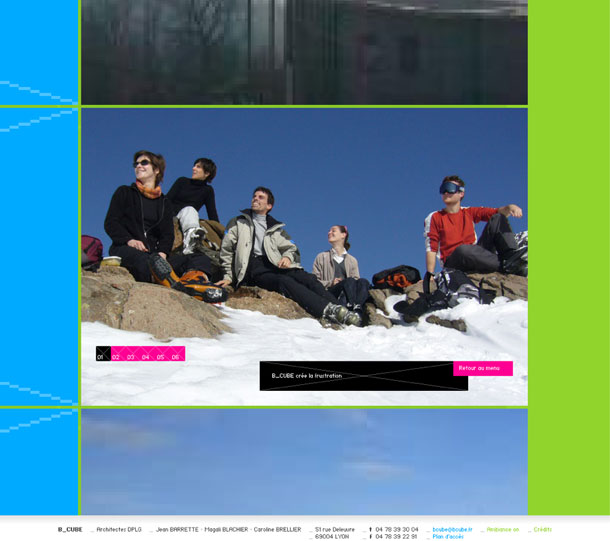 01 02 03 04 05 06
Retour au menu
B_CUBE crée la frustration
B_CUBE _ Architectes DPLG _ Jean BARRETTE - Magali BLACHIER - Caroline BRELLIER _ 51 rue Deleuvre _ t 04 78 39 30 04 _ bcube@bcube.fr _ Ambiance on _ Crédits
_ 69004 LYON _ f 04 78 39 22 91 _ Plan d'accès